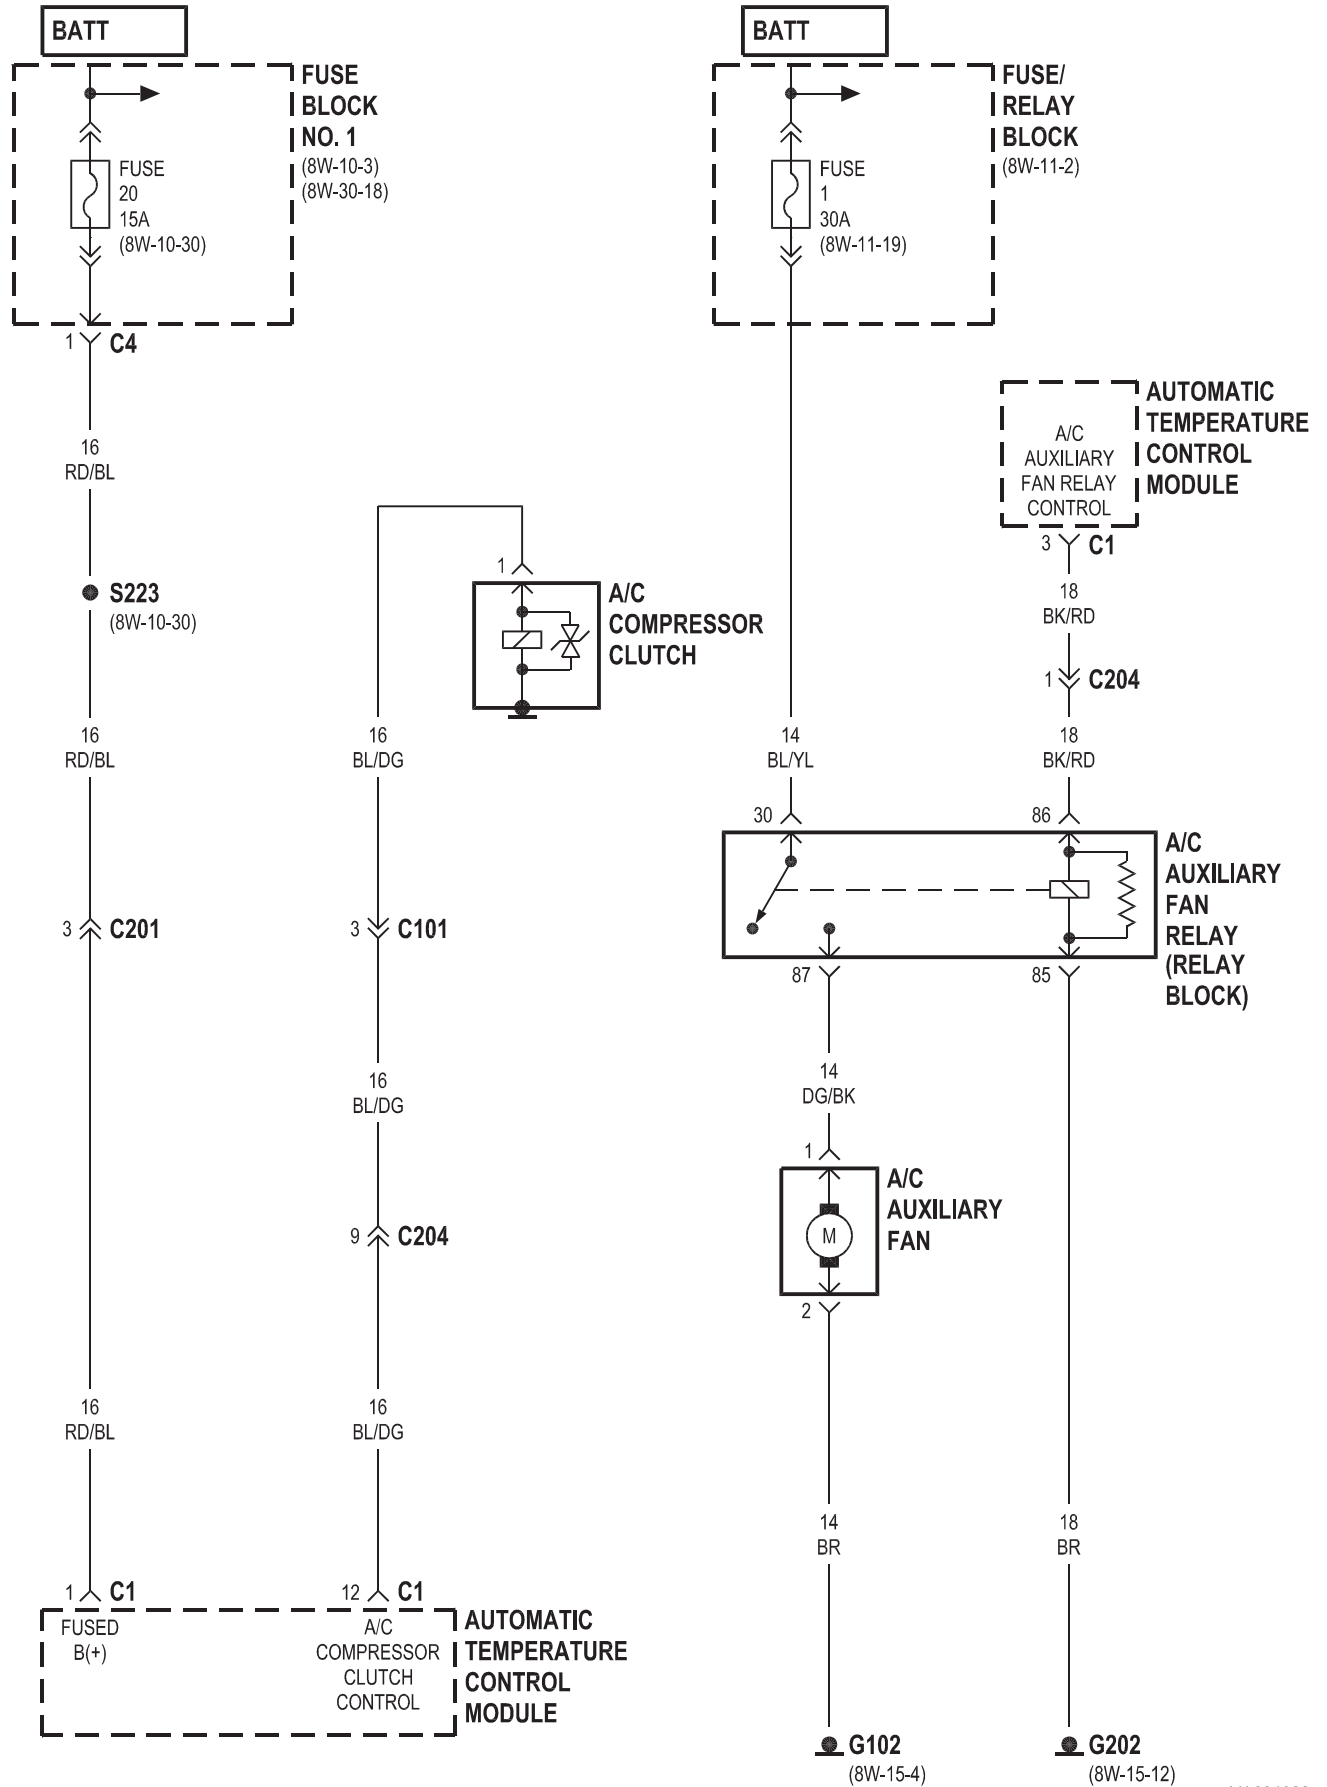 BATT
FUSE
BLOCK
NO. 1
(8W-10-3)
(8W-30-18)
FUSE
20
15A
(8W-10-30)
1
C4
16
RD/BL
S223
(8W-10-30)
16
RD/BL
3
C201
16
RD/BL
1
C1
FUSED
B(+)
1
A/C
COMPRESSOR
CLUTCH
16
BL/DG
3
C101
16
BL/DG
9
C204
16
BL/DG
12
C1
A/C
COMPRESSOR
CLUTCH
CONTROL
AUTOMATIC
TEMPERATURE
CONTROL
MODULE
BATT
FUSE/
RELAY
BLOCK
(8W-11-2)
FUSE
1
30A
(8W-11-19)
14
BL/YL
30
AUTOMATIC
TEMPERATURE
CONTROL
MODULE
A/C
AUXILIARY
FAN RELAY
CONTROL
3
C1
18
BK/RD
1
C204
18
BK/RD
86
A/C
AUXILIARY
FAN
RELAY
(RELAY
BLOCK)
87
85
14
DG/BK
1
A/C
AUXILIARY
FAN
M
2
14
BR
18
BR
G102
(8W-15-4)
G202
(8W-15-12)